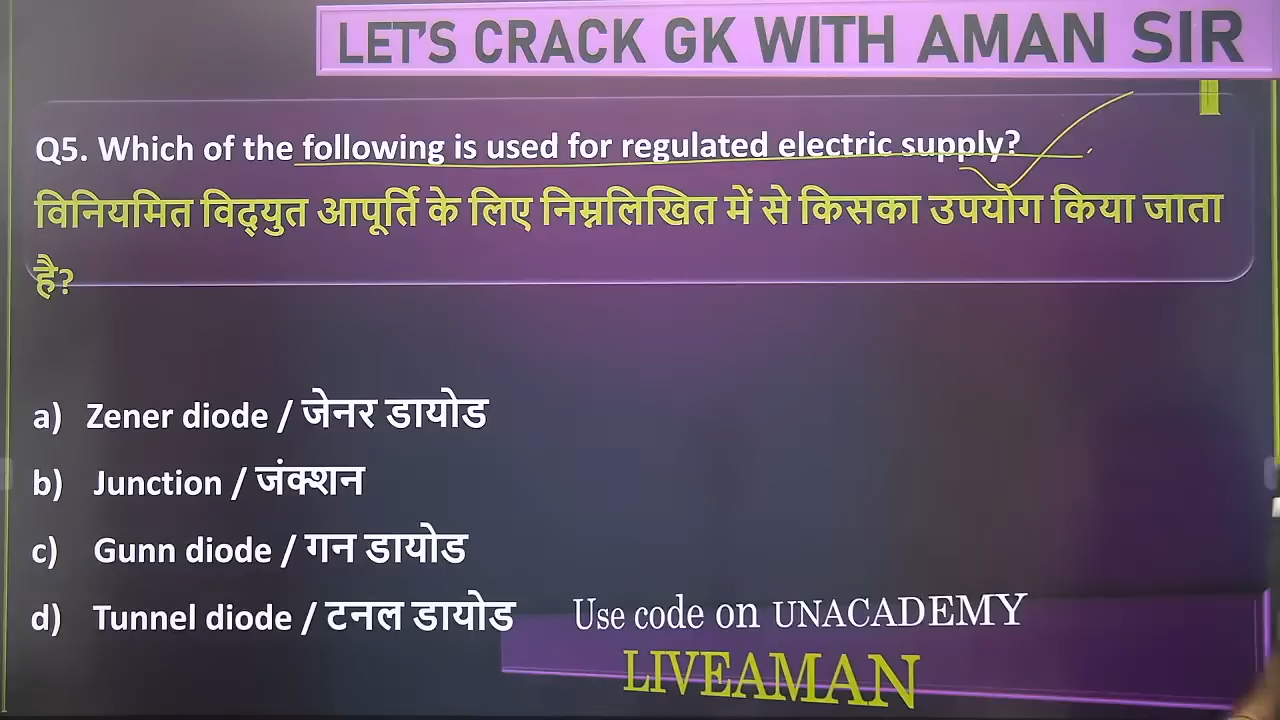 LET'S CRACK GK WITH AMAN SIR
Q5. Which of the following is used for regulated electric supply?
विनियमित विद्युत आपूर्ति के लिए निम्नलिखित में से किसका उपयोग किया जाता
है?
a) Zener diode / जेनर डायोड
b) Junction / जंक्शन
c) Gunn diode / गन डायोड
d) Tunnel diode / टनल डायोड
Use code on UNACADEMY
LIVEAMAN